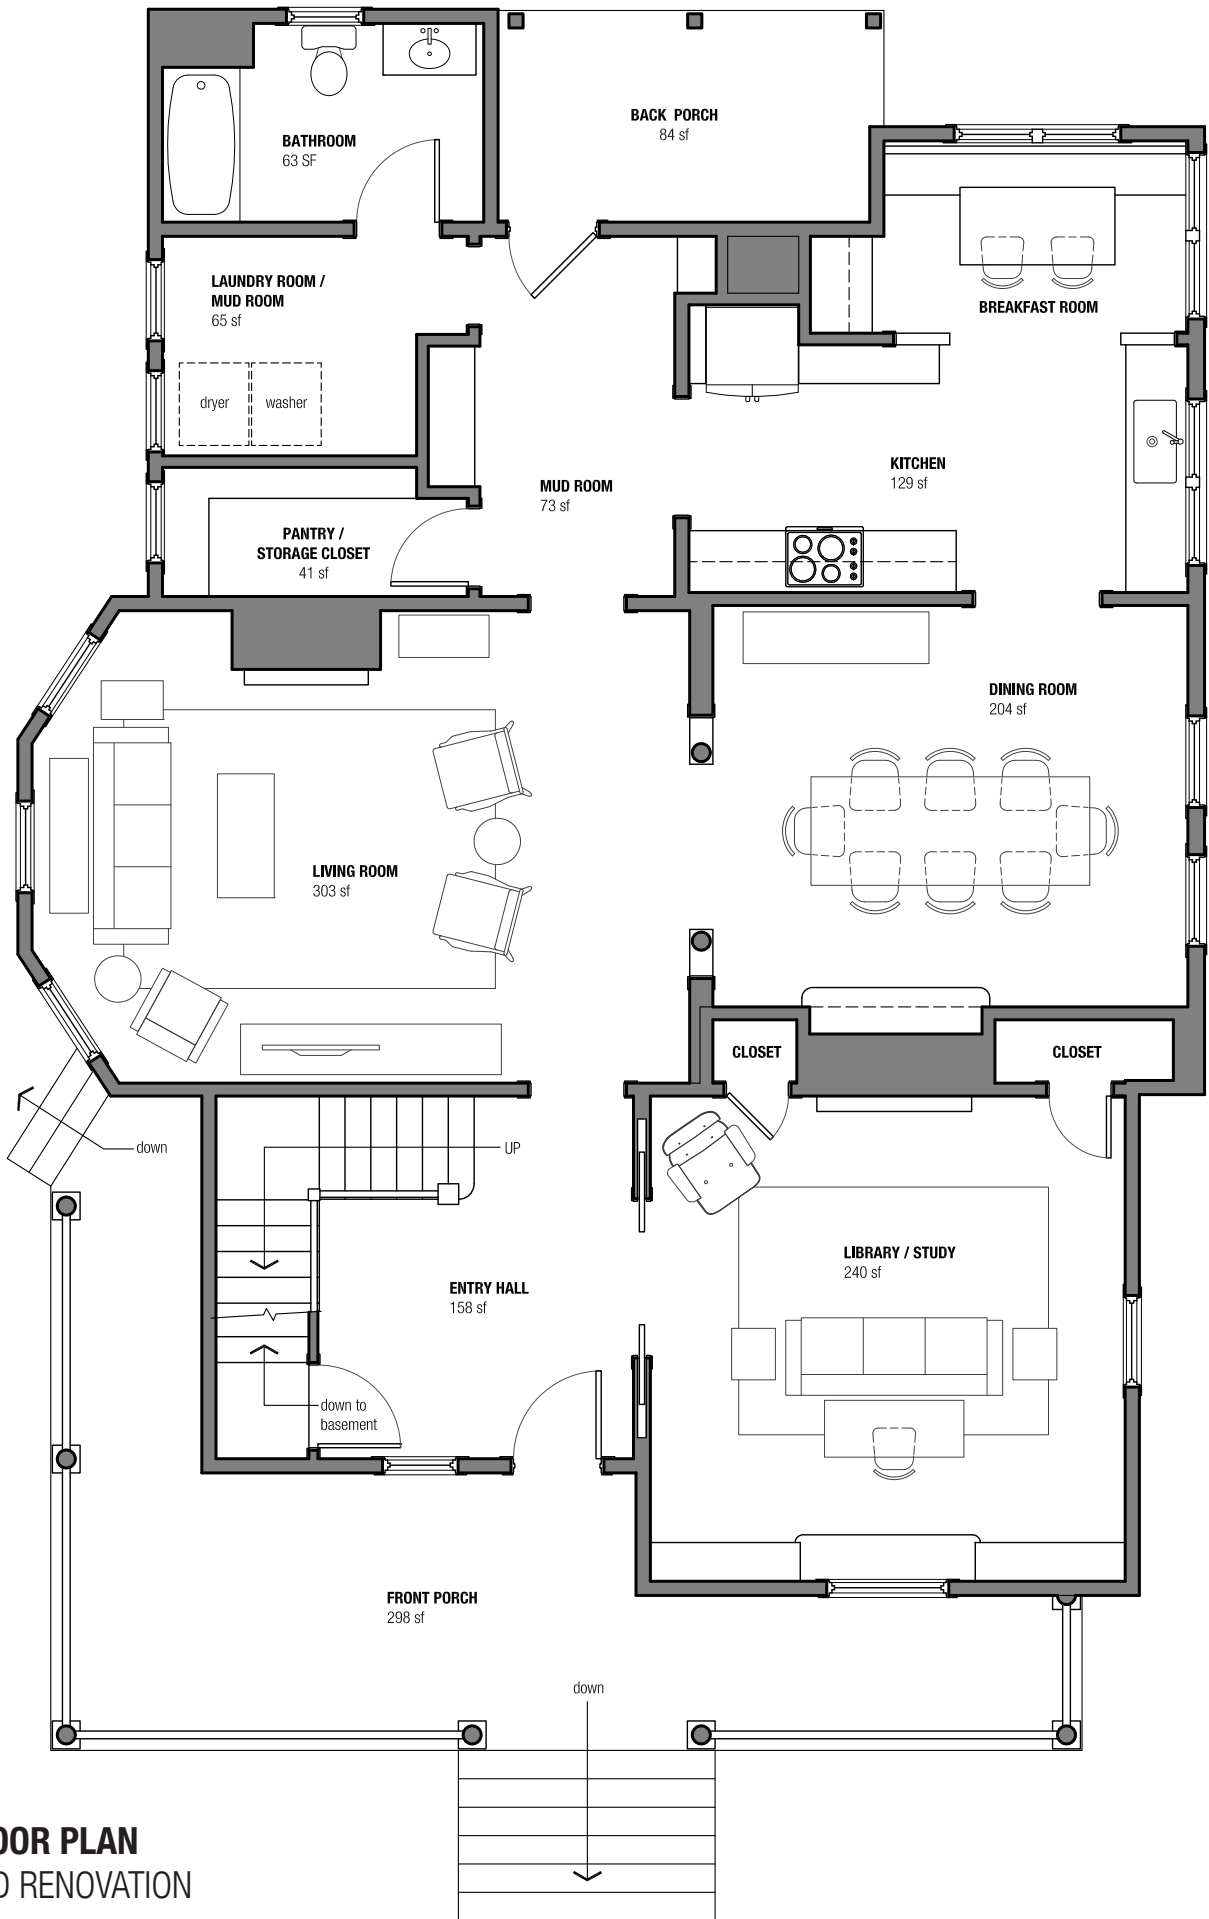 BACK PORCH
84 sf
BATHROOM
63 SF
LAUNDRY ROOM /
MUD ROOM
65 sf
BREAKFAST ROOM
dryer
washer
KITCHEN
129 sf
MUD ROOM
73 sf
PANTRY /
STORAGE CLOSET
41 sf
DINING ROOM
204 sf
LIVING ROOM
303 sf
CLOSET
CLOSET
down
UP
LIBRARY / STUDY
240 sf
ENTRY HALL
158 sf
down to
basement
FRONT PORCH
298 sf
down
OOR PLAN
D RENOVATION